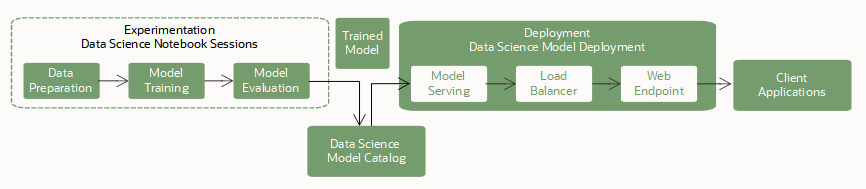 Experimentation
Data Science Notebook Sessions
Data
Preparation
Model
Training
Model
Evaluation
Trained
Model
Data Science
Model Catalog
Deployment
Data Science Model Deployment
Model
Serving
Load
Balancer
Web
Endpoint
Client
Applications